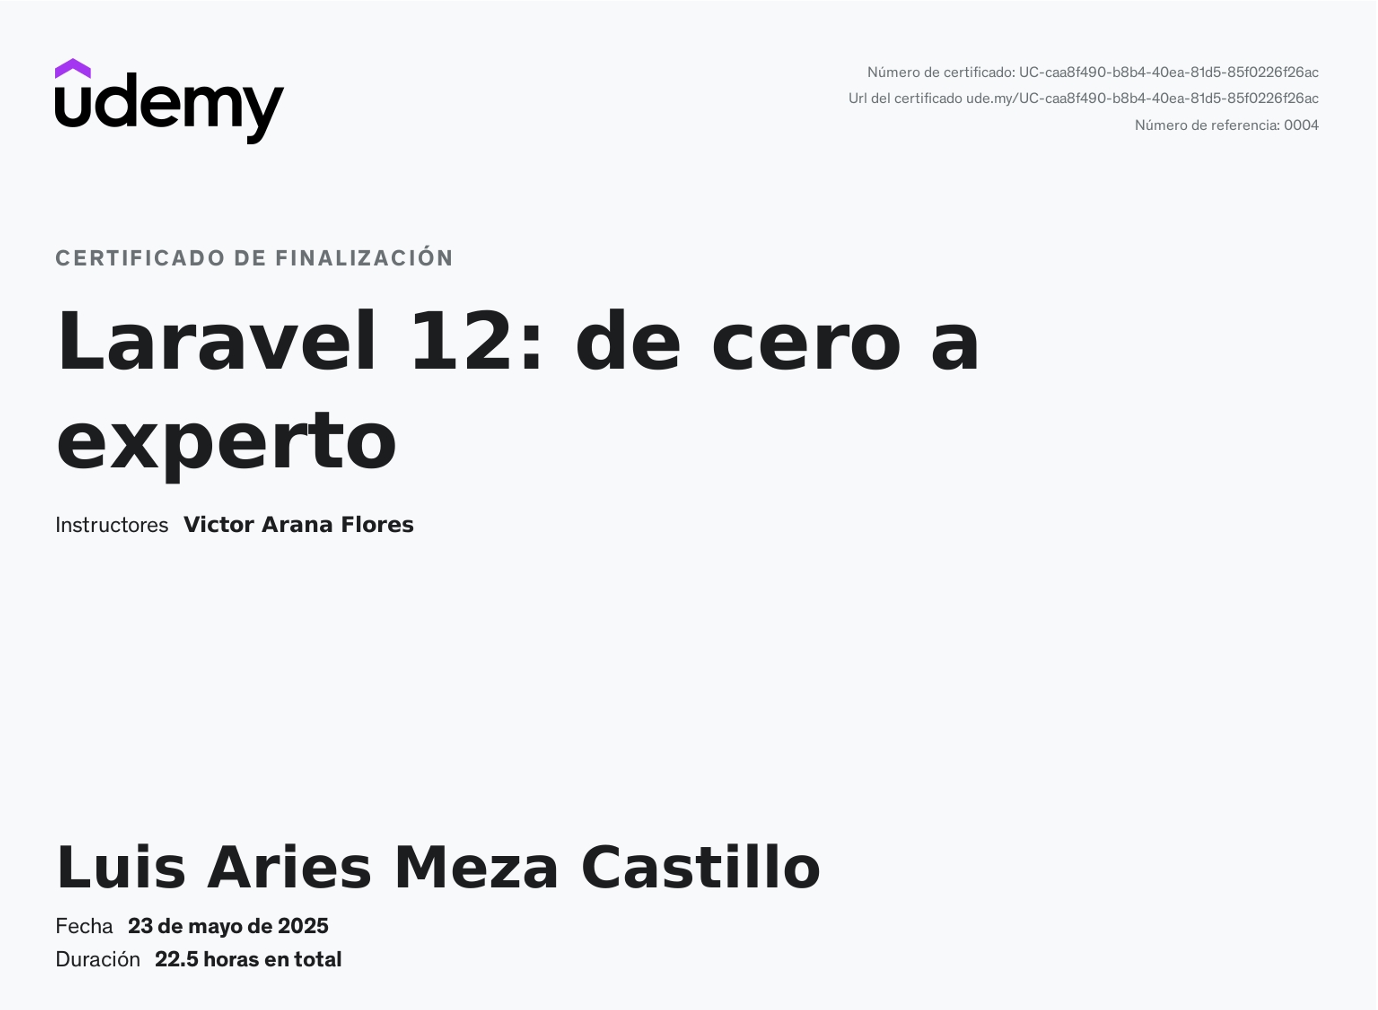 udemy
Número de certificado: UC-caa8f490-b8b4-40ea-81d5-85f0226f26ac
Url del certificado ude.my/UC-caa8f490-b8b4-40ea-81d5-85f0226f26ac
Número de referencia: 0004
CERTIFICADO DE FINALIZACIÓN
Laravel 12: de cero a
experto
Instructores Victor Arana Flores
Luis Aries Meza Castillo
Fecha 23 de mayo de 2025
Duración 22.5 horas en total